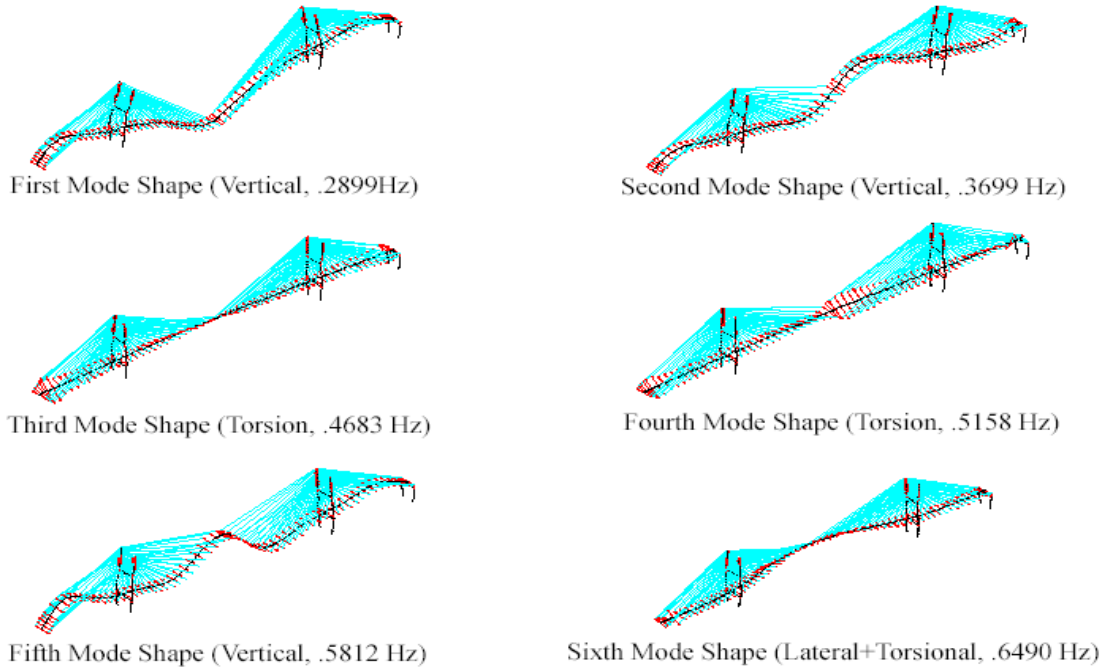 First Mode Shape (Vertical, .2899Hz)
Second Mode Shape (Vertical, .3699 Hz)
Third Mode Shape (Torsion, .4683 Hz)
Fourth Mode Shape (Torsion, .5158 Hz)
Fifth Mode Shape (Vertical, .5812 Hz)
Sixth Mode Shape (Lateral+Torsional, .6490 Hz)